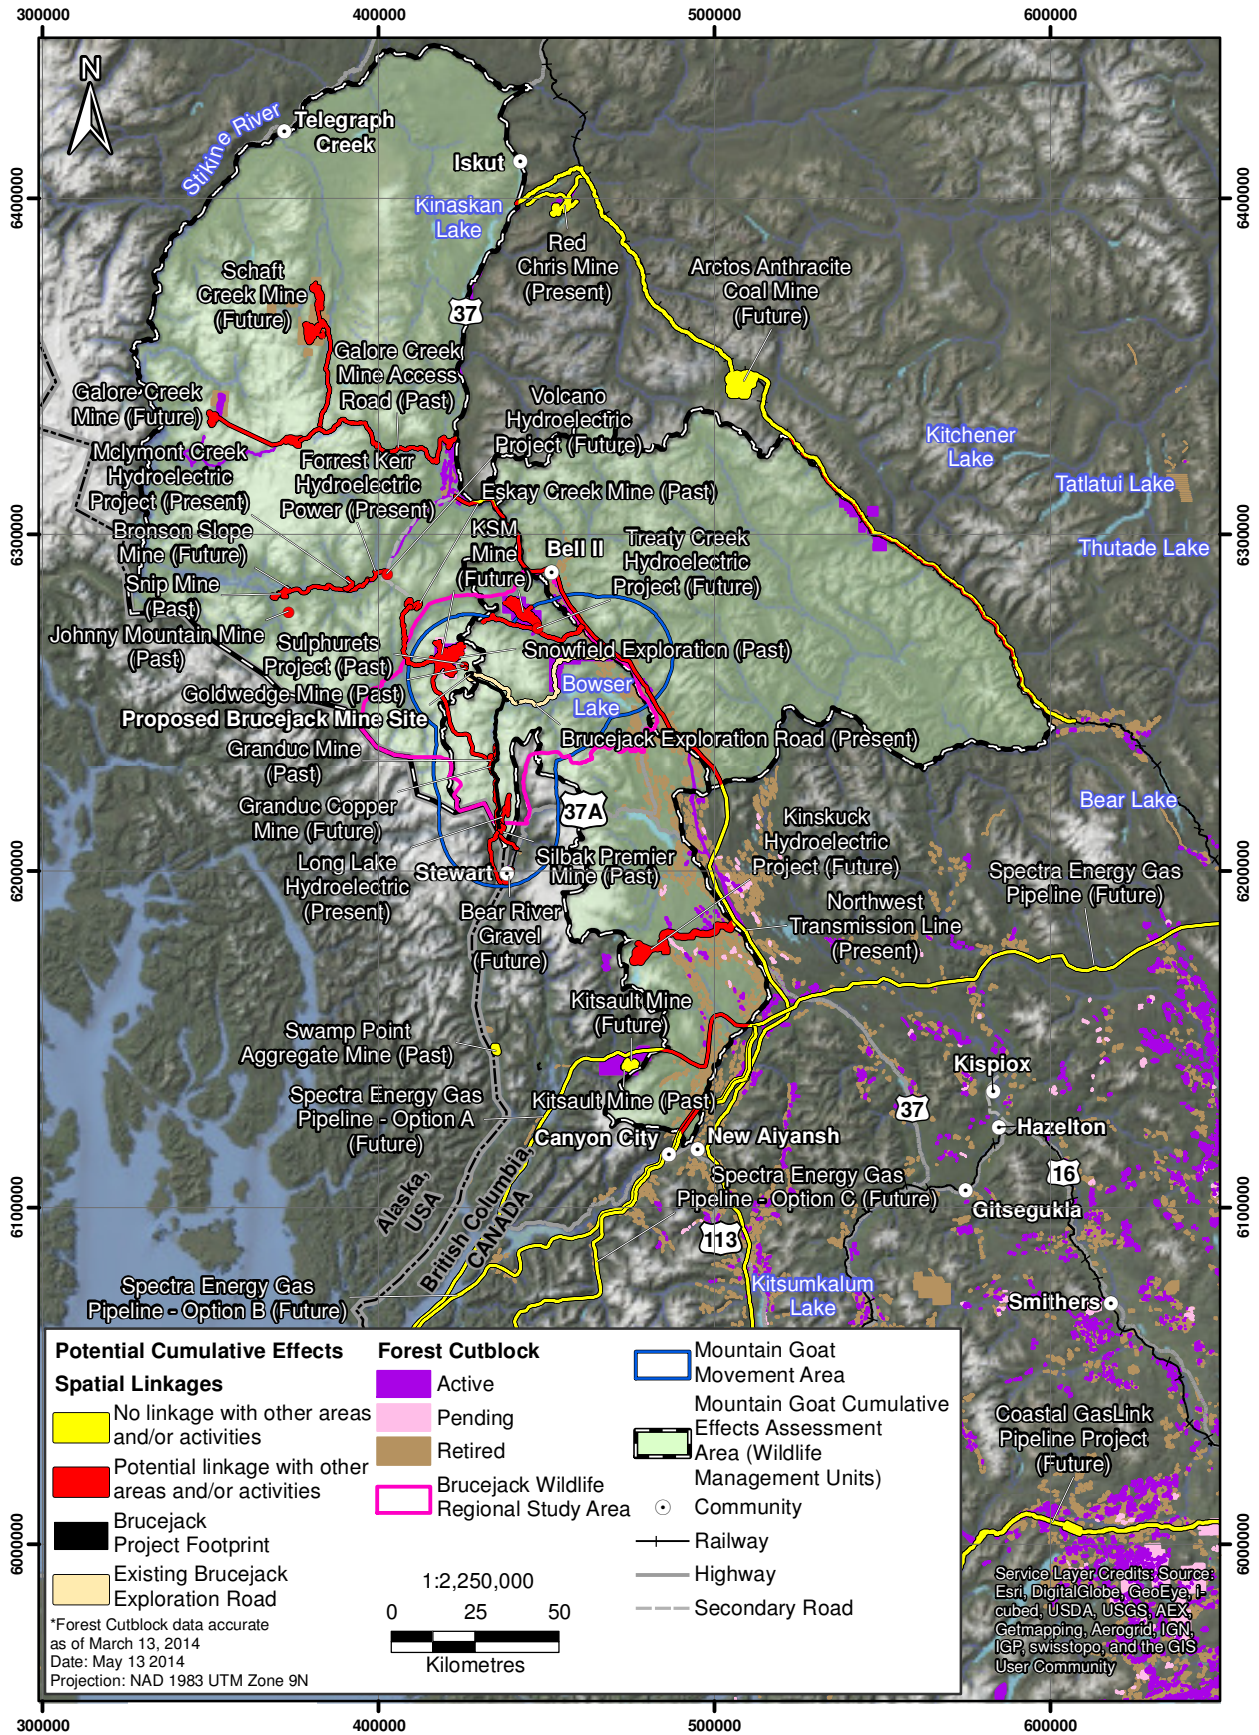 300000
400000
500000
600000
N
Telegraph
Creek
Stikine River
Iskut
6400000
6400000
Kinaskan
Lake
Red
Chris Mine
(Present)
Schaft
Creek Mine
(Future)
Arctos Anthracite
Coal Mine
(Future)
37
Galore Creek
Mine Access
Road (Past)
Galore Creek
Mine (Future)
Volcano
Hydroelectric
Project (Future)
Kitchener
Lake
Mclymont Creek
Hydroelectric
Project (Present)
Forrest Kerr
Hydroelectric
Power (Present)
Tatlatui Lake
Eskay Creek Mine (Past)
Bronson Slope
Mine (Future)
KSM
Mine
(Future)
Bell II
Treaty Creek
Hydroelectric
Project (Future)
6300000
6300000
Thutade Lake
Snip Mine
(Past)
Johnny Mountain Mine
(Past)
Sulphurets
Project (Past)
Snowfield Exploration (Past)
Goldwedge Mine (Past)
Bowser
Lake
Proposed Brucejack Mine Site
Brucejack Exploration Road (Present)
Granduc Mine
(Past)
Granduc Copper
Mine (Future)
37A
Bear Lake
Kinskuck
Hydroelectric
Project (Future)
Long Lake
Hydroelectric
(Present)
Silbak Premier
Mine (Past)
Stewart
6200000
6200000
Spectra Energy Gas
Pipeline (Future)
Bear River
Gravel
(Future)
Northwest
Transmission Line
(Present)
Kitsault Mine
(Future)
Swamp Point
Aggregate Mine (Past)
Kispiox
Spectra Energy Gas
Pipeline - Option A
(Future)
Kitsault Mine (Past)
37
Hazelton
Canyon City
New Aiyansh
16
Spectra Energy Gas
Pipeline - Option C (Future)
Gitsegukla
6100000
6100000
Alaska,
USA
British Columbia,
CANADA
113
Spectra Energy Gas
Pipeline - Option B (Future)
Kitsumkalum
Lake
Smithers
Potential Cumulative Effects
Spatial Linkages
No linkage with other areas
and/or activities
Potential linkage with other
areas and/or activities
Brucejack
Project Footprint
Existing Brucejack
Exploration Road
*Forest Cutblock data accurate
as of March 13, 2014
Date: May 13 2014
Projection: NAD 1983 UTM Zone 9N
Forest Cutblock
Active
Pending
Retired
Brucejack Wildlife
Regional Study Area
1:2,250,000
0 25 50
Kilometres
Mountain Goat
Movement Area
Mountain Goat Cumulative
Effects Assessment
Area (Wildlife
Management Units)
Community
Railway
Highway
Secondary Road
Coastal GasLink
Pipeline Project
(Future)
6000000
6000000
Service Layer Credits: Source:
Esri, DigitalGlobe, GeoEye, i-
cubed, USDA, USGS, AEX,
Getmapping, Aerogrid, IGN,
IGP, swisstopo, and the GIS
User Community
300000
400000
500000
600000